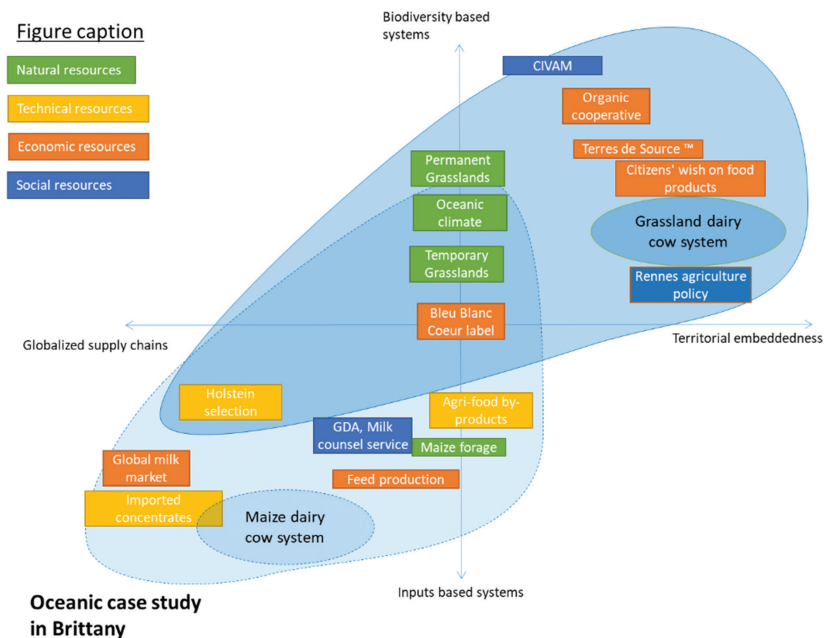 Figure caption
Natural resources
Technical resources
Economic resources
Social resources
Biodiversity based
systems
CIVAM
Organic
cooperative
Terres de Source ™
Citizens' wish on food
products
Permanent
Grasslands
Oceanic
climate
Grassland dairy
cow system
Temporary
Grasslands
Rennes agriculture
policy
Bleu Blanc
Coeur label
Globalized supply chains
Territorial embeddedness
Holstein
selection
Agri-food by-
products
GDA, Milk
counsel service
Maize forage
Global milk
market
Feed production
Imported
concentrates
Maize dairy
cow system
Inputs based systems
Oceanic case study
in Brittany